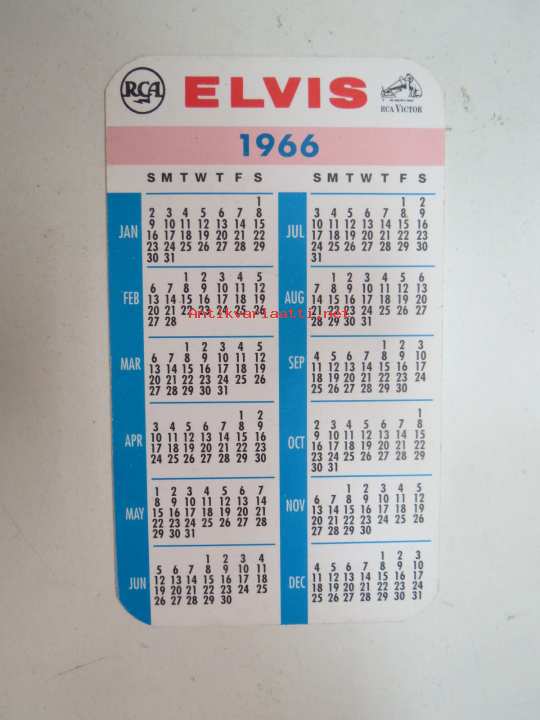 RCA ELVIS RCA VICTOR
1966
S M T W T F S
JAN
1
2 3 4 5 6 7 8
9 10 11 12 13 14 15
16 17 18 19 20 21 22
23 24 25 26 27 28 29
30 31
FEB
1 2 3 4 5
6 7 8 9 10 11 12
13 14 15 16 17 18 19
20 21 22 23 24 25 26
27 28
MAR
1 2 3 4 5
6 7 8 9 10 11 12
13 14 15 16 17 18 19
20 21 22 23 24 25 26
27 28 29 30 31
APR
1 2
3 4 5 6 7 8 9
10 11 12 13 14 15 16
17 18 19 20 21 22 23
24 25 26 27 28 29 30
MAY
1 2 3 4 5 6 7
8 9 10 11 12 13 14
15 16 17 18 19 20 21
22 23 24 25 26 27 28
29 30 31
JUN
1 2 3 4
5 6 7 8 9 10 11
12 13 14 15 16 17 18
19 20 21 22 23 24 25
26 27 28 29 30
S M T W T F S
JUL
1 2
3 4 5 6 7 8 9
10 11 12 13 14 15 16
17 18 19 20 21 22 23
24 25 26 27 28 29 30
31
AUG
1 2 3 4 5 6
7 8 9 10 11 12 13
14 15 16 17 18 19 20
21 22 23 24 25 26 27
28 29 30 31
SEP
1 2 3
4 5 6 7 8 9 10
11 12 13 14 15 16 17
18 19 20 21 22 23 24
25 26 27 28 29 30
OCT
1
2 3 4 5 6 7 8
9 10 11 12 13 14 15
16 17 18 19 20 21 22
23 24 25 26 27 28 29
30 31
NOV
1 2 3 4 5
6 7 8 9 10 11 12
13 14 15 16 17 18 19
20 21 22 23 24 25 26
27 28 29 30
DEC
1 2 3
4 5 6 7 8 9 10
11 12 13 14 15 16 17
18 19 20 21 22 23 24
25 26 27 28 29 30 31
Antikvariaatti.net